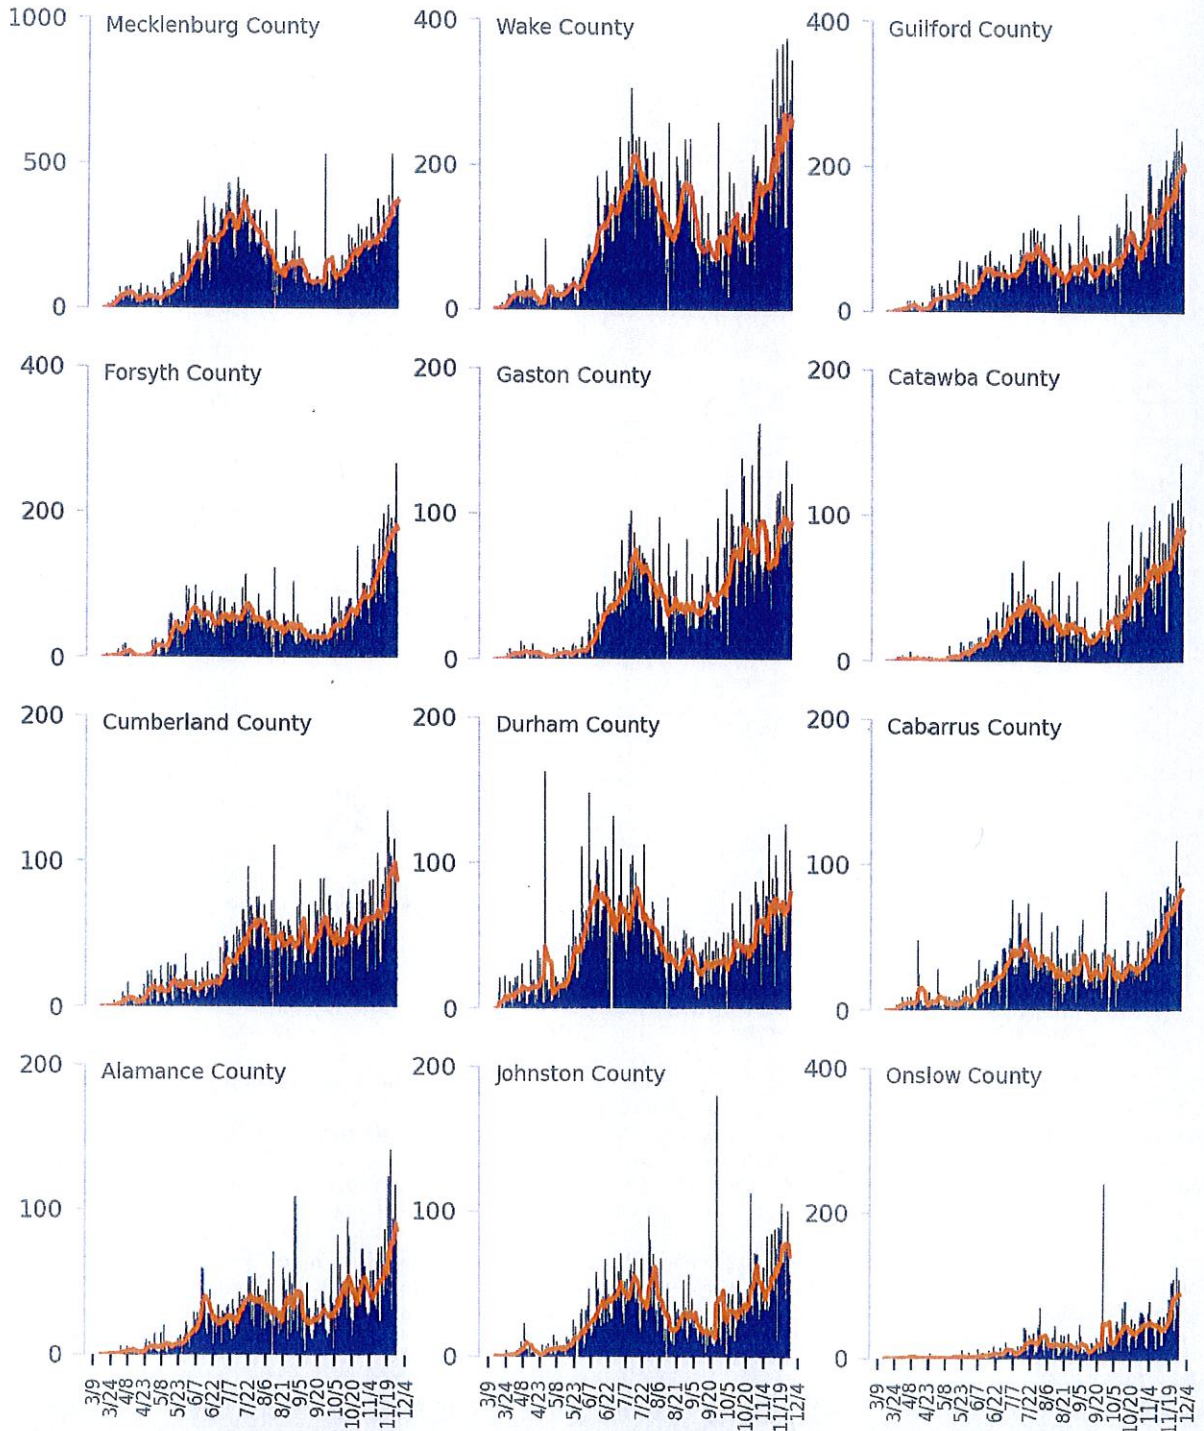 1000 Mecklenburg County 400 Wake County 400 Guilford County
500 200 200
0 0 0
400 Forsyth County 200 Gaston County 200 Catawba County
200 100 100
0 0 0
200 Cumberland County 200 Durham County 200 Cabarrus County
100 100 100
0 0 0
200 Alamance County 200 Johnston County 400 Onslow County
100 100 200
0 0 0
3/9 3/24 4/8 4/23 5/8 5/23 6/7 6/22 7/7 7/22 8/6 8/21 9/5 9/20 10/5 10/20 11/4 11/19 12/4 3/9 3/24 4/8 4/23 5/8 5/23 6/7 6/22 7/7 7/22 8/6 8/21 9/5 9/20 10/5 10/20 11/4 11/19 12/4 3/9 3/24 4/8 4/23 5/8 5/23 6/7 6/22 7/7 7/22 8/6 8/21 9/5 9/20 10/5 10/20 11/4 11/19 12/4